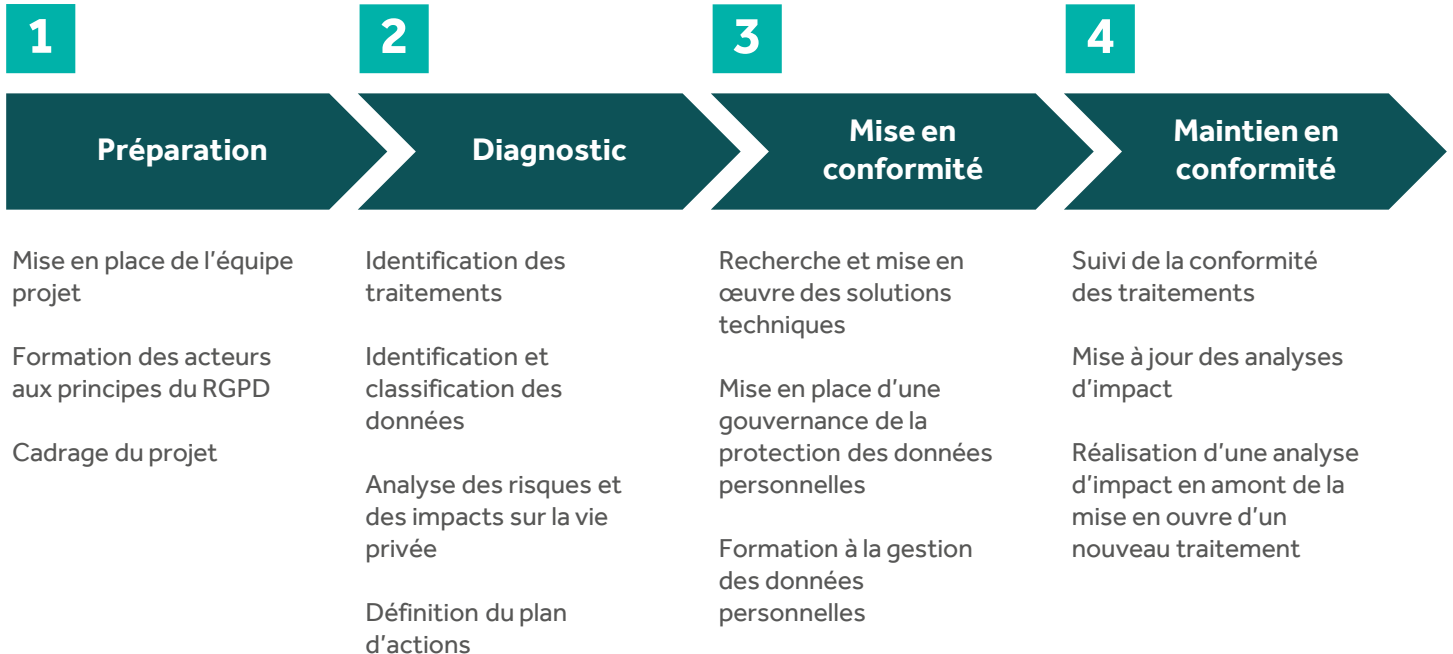 1
Préparation
Mise en place de l’équipe
projet
Formation des acteurs
aux principes du RGPD
Cadrage du projet
2
Diagnostic
Identification des
traitements
Identification et
classification des
données
Analyse des risques et
des impacts sur la vie
privée
Définition du plan
d’actions
3
Mise en
conformité
Recherche et mise en
œuvre des solutions
techniques
Mise en place d’une
gouvernance de la
protection des données
personnelles
Formation à la gestion
des données
personnelles
4
Maintien en
conformité
Suivi de la conformité
des traitements
Mise à jour des analyses
d’impact
Réalisation d’une analyse
d’impact en amont de la
mise en ouvre d’un
nouveau traitement